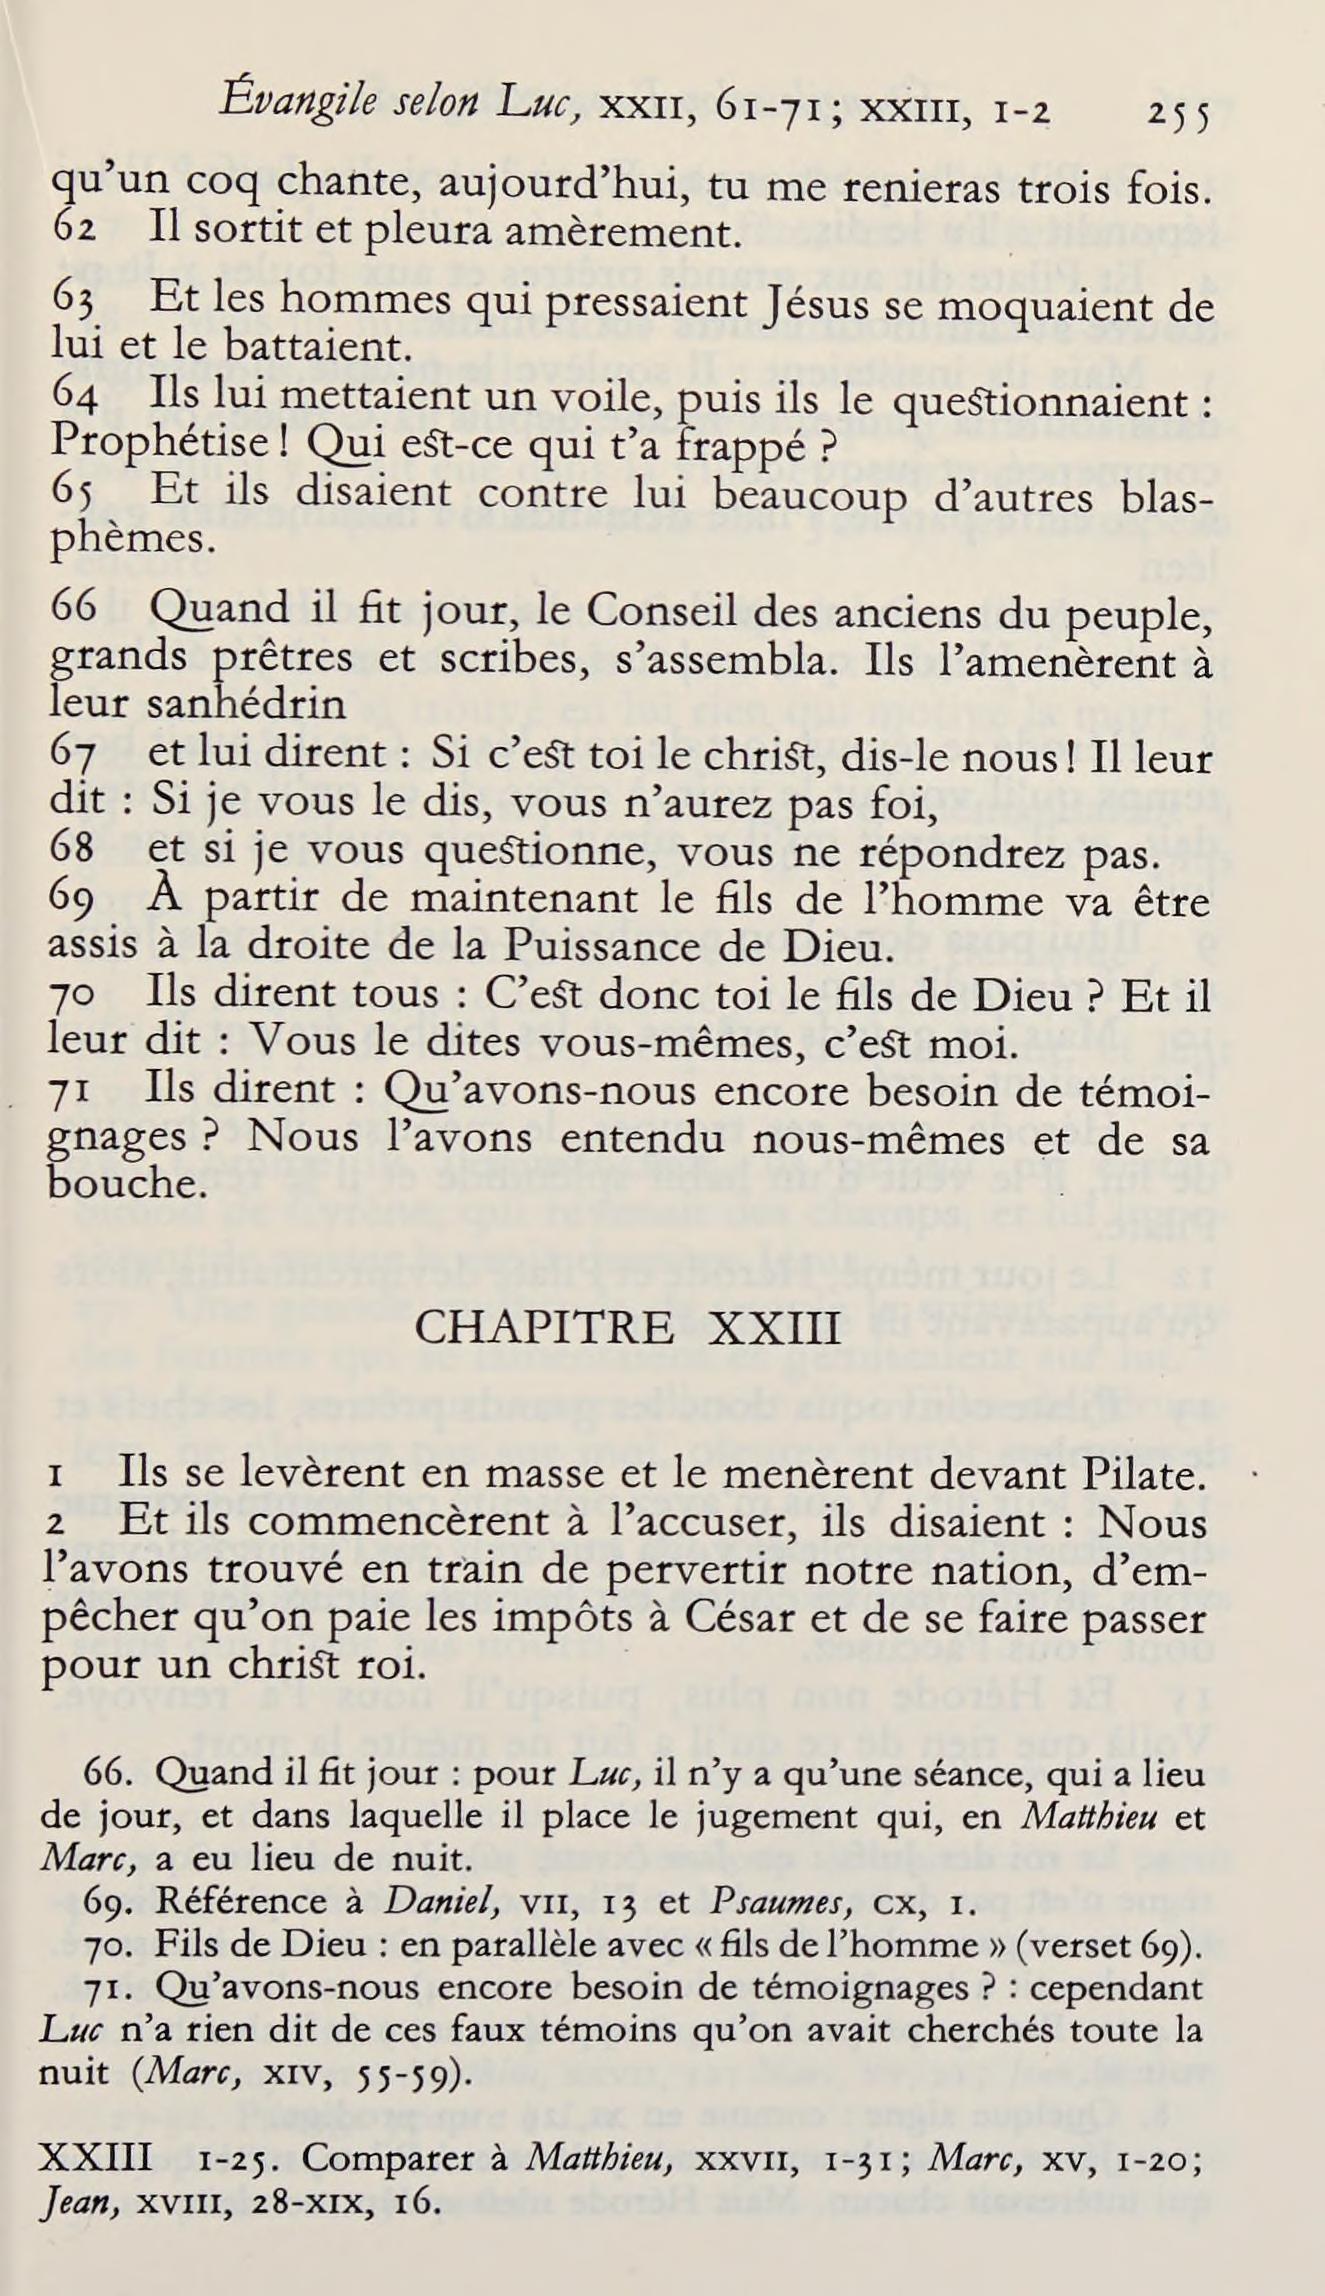 Évangile selon Luc, XXII, 61-71; XXIII, 1-2 255
qu'un coq chante, aujourd'hui, tu me renieras trois fois.
62 Il sortit et pleura amèrement.
63 Et les hommes qui pressaient Jésus se moquaient de
lui et le battaient.
64 Ils lui mettaient un voile, puis ils le questionnaient :
Prophétise ! Qui est-ce qui t'a frappé ?
65 Et ils disaient contre lui beaucoup d'autres blas-
phèmes.
66 Quand il fit jour, le Conseil des anciens du peuple,
grands prêtres et scribes, s'assembla. Ils l'amenèrent à
leur sanhédrin
67 et lui dirent : Si c'est toi le christ, dis-le nous ! Il leur
dit : Si je vous le dis, vous n'aurez pas foi,
68 et si je vous questionne, vous ne répondrez pas.
69 À partir de maintenant le fils de l'homme va être
assis à la droite de la Puissance de Dieu.
70 Ils dirent tous : C'est donc toi le fils de Dieu ? Et il
leur dit : Vous le dites vous-mêmes, c'est moi.
71 Ils dirent : Qu'avons-nous encore besoin de témoi-
gnages ? Nous l'avons entendu nous-mêmes et de sa
bouche.
CHAPITRE XXIII
1 Ils se levèrent en masse et le menèrent devant Pilate.
2 Et ils commencèrent à l'accuser, ils disaient : Nous
l'avons trouvé en train de pervertir notre nation, d'em-
pêcher qu'on paie les impôts à César et de se faire passer
pour un christ roi.
66. Quand il fit jour : pour Luc, il n'y a qu'une séance, qui a lieu
de jour, et dans laquelle il place le jugement qui, en Matthieu et
Marc, a eu lieu de nuit.
69. Référence à Daniel, VII, 13 et Psaumes, CX, 1.
70. Fils de Dieu : en parallèle avec « fils de l'homme » (verset 69).
71. Qu'avons-nous encore besoin de témoignages ? : cependant
Luc n'a rien dit de ces faux témoins qu'on avait cherchés toute la
nuit (Marc, XIV, 55-59).
XXIII 1-25. Comparer à Matthieu, XXVII, 1-31; Marc, XV, 1-20;
Jean, XVIII, 28-XIX, 16.